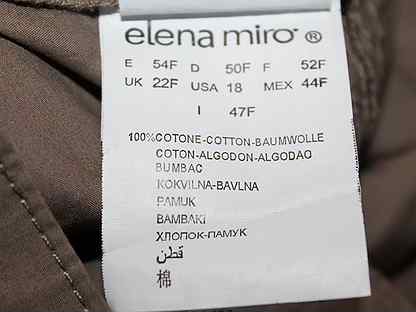 elena mirò ®
E 54F D 50F F 52F
UK 22F USA 18 MEX 44F
I 47F
100%COTONE-COTTON-BAUMWOLLE
COTON-ALGODON-ALGODAO
BUMBAC
KOKVILNA-BAVLNA
PAMUK
BAMBAKI
ХЛОПОК-ПАМУК
قطن
棉